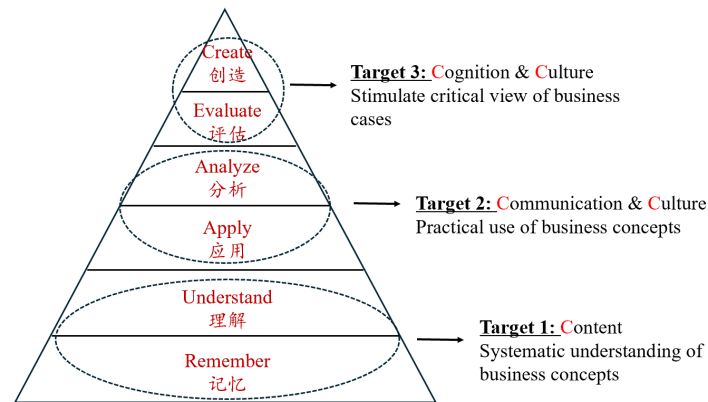 Create
创造
Evaluate
评估
Analyze
分析
Apply
应用
Understand
理解
Remember
记忆
Target 3: Cognition & Culture
Stimulate critical view of business
cases
Target 2: Communication & Culture
Practical use of business concepts
Target 1: Content
Systematic understanding of
business concepts